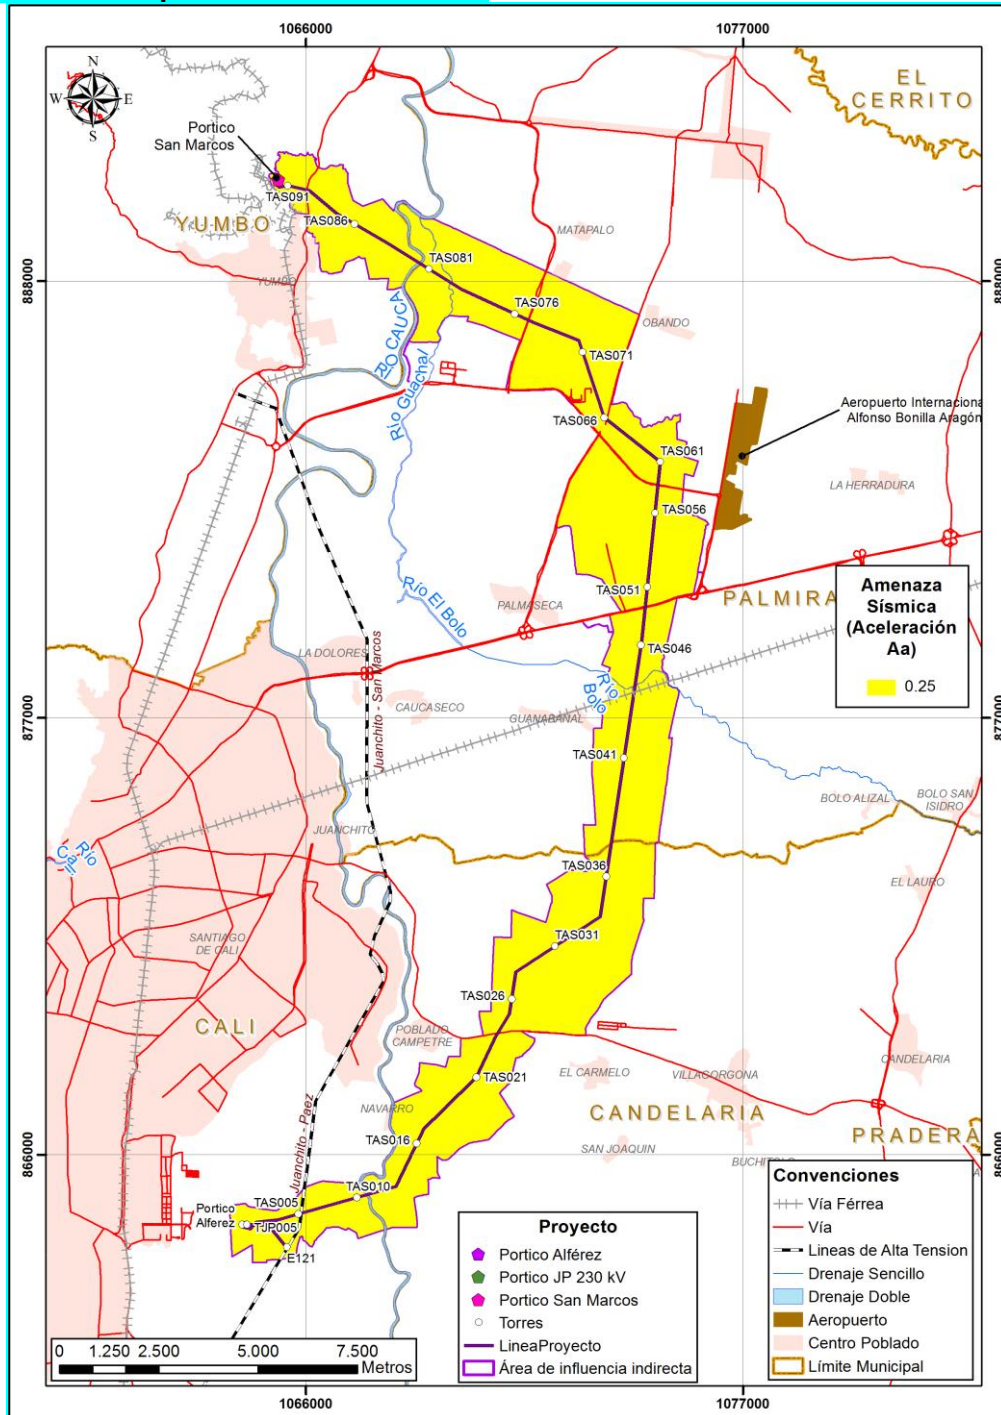 1066000
1077000
N
W
E
S
EL
CERRITO
Portico
San Marcos
TAS091
YUMBO
TAS086
MATAPALO
TAS081
888000
888000
YUMBO
TAS076
RÍO CAUCA
OBANDO
Río Guachal
TAS071
TAS066
Aeropuerto Internaciona
Alfonso Bonilla Aragón
TAS061
LA HERRADURA
TAS056
Río El Bolo
TAS051
PALMASECA
PALMIRA
Amenaza
Sísmica
(Aceleración
Aa)
0.25
TAS046
LA DOLORES
Juanchito - San Marcos
Río
Bolo
CAUCASECO
GUANABANAL
877000
877000
TAS041
BOLO ALIZAL
BOLO SAN
ISIDRO
JUANCHITO
Río
Cali
TAS036
EL LAURO
TAS031
SANTIAGO
DE CALI
TAS026
CALI
POBLADO
CAMPETRE
CANDELARIA
TAS021
EL CARMELO
VILLAGORGONA
NAVARRO
CANDELARIA
PRADERA
TAS016
SAN JOAQUIN
866000
866000
Juanchito - Paez
TAS010
TAS005
Portico
Alferez
TJP005
E121
Proyecto
Portico Alférez
Portico JP 230 kV
Portico San Marcos
Torres
LineaProyecto
Área de influencia indirecta
Convenciones
Vía Férrea
Vía
Lineas de Alta Tension
Drenaje Sencillo
Drenaje Doble
Aeropuerto
Centro Poblado
Límite Municipal
0 1.250 2.500 5.000 7.500
Metros
1066000
1077000